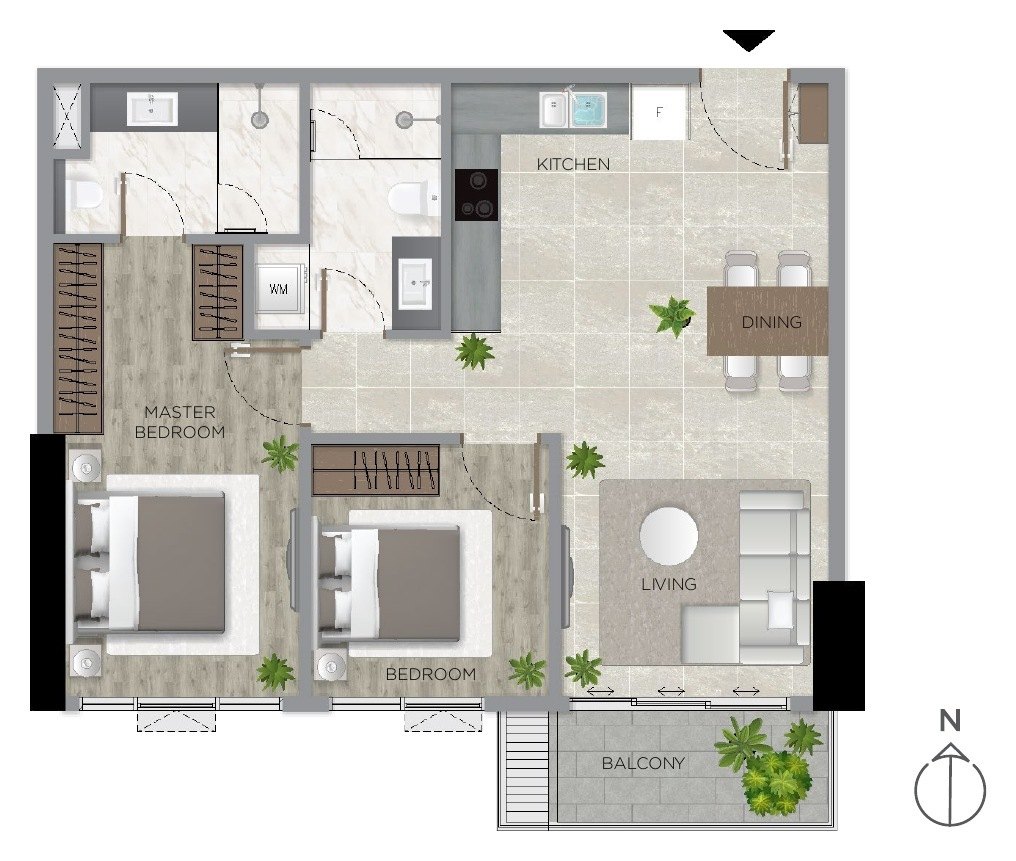 F
KITCHEN
WM
DINING
MASTER
BEDROOM
LIVING
BEDROOM
BALCONY
N